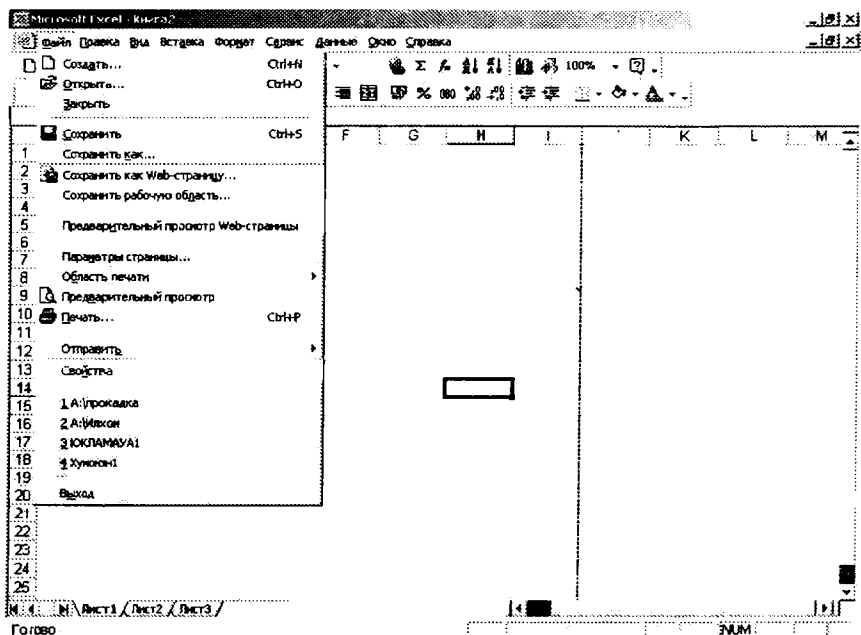 Microsoft Excel - Книга2
Файл Правка Вид Вставка Формат Сервис Данные Окно Справка
Создать... Ctrl+N
Открыть... Ctrl+O
Закрыть
Сохранить Ctrl+S
Сохранить как...
Сохранить как Web-страницу...
Сохранить рабочую область...
Предварительный просмотр Web-страницы
Параметры страницы...
Область печати
Предварительный просмотр
Печать... Ctrl+P
Отправить
Свойства
1 A:\прокадка
2 A:\Илхом
3 ЮКЛАМАУА1
4
Выход
100%
% 000
F G H I K L M
1
2
3
4
5
6
7
8
9
10
11
12
13
14
15
16
17
18
19
20
21
22
23
24
25
Лист1 Лист2 Лист3
Готово NUM